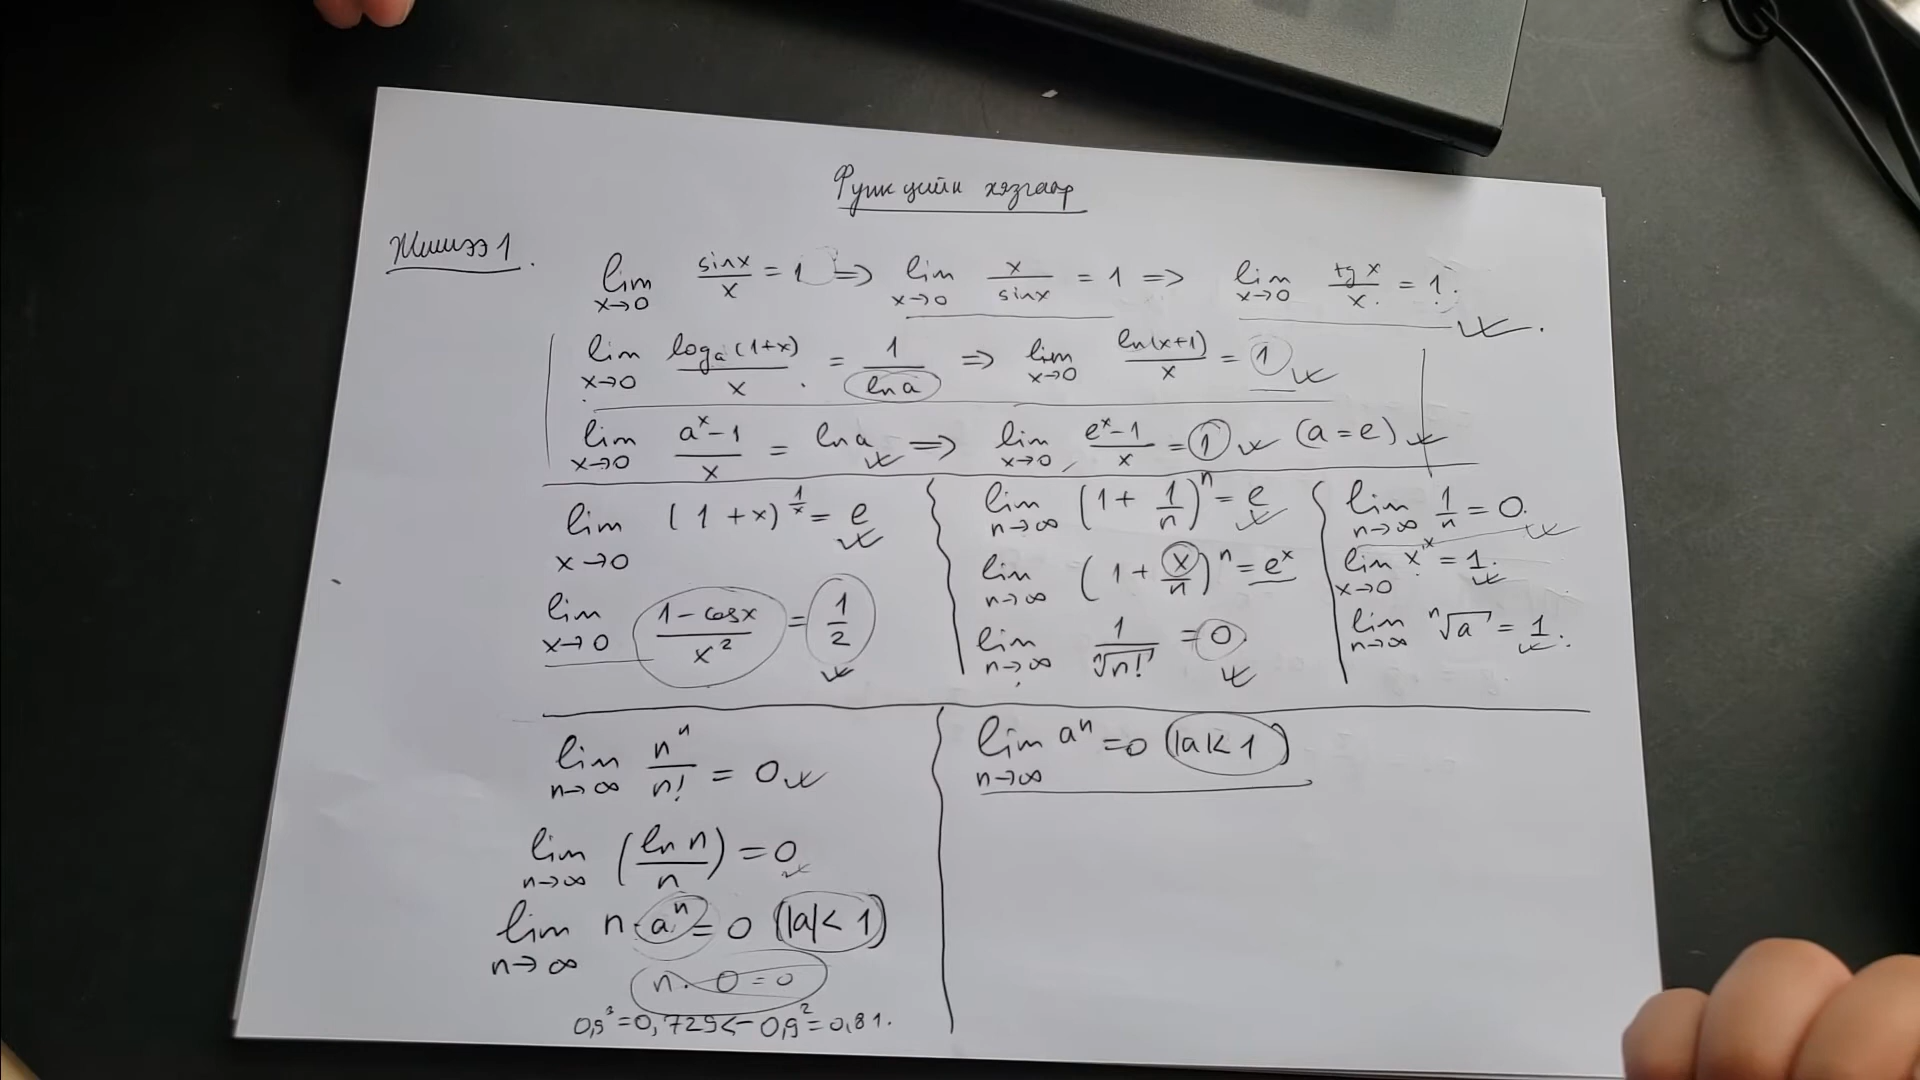 Функцийн хязгаар
Жишээ 1.
lim x→0 sinx/x = 1 ⇒ lim x→0 x/sinx = 1 ⇒ lim x→0 tg x/x = 1.
lim x→0 logₐ(1+x)/x = 1/ln a ⇒ lim x→0 ln(x+1)/x = 1
lim x→0 (aˣ-1)/x = ln a ⇒ lim x→0 (eˣ-1)/x = 1 (a = e)
lim x→0 (1+x)^(1/x) = e
lim x→0 (1-cosx)/x² = 1/2
lim n→∞ (1+1/n)ⁿ = e
lim n→∞ (1+x/n)ⁿ = eˣ
lim n→∞ 1/ⁿ√n! = 0
lim n→∞ 1/n = 0.
lim x→0 xˣ = 1.
lim n→∞ ⁿ√a = 1.
lim n→∞ nⁿ/n! = 0
lim n→∞ (ln n/n) = 0
lim n→∞ n·aⁿ = 0 (|a|< 1)
n· 0 = 0
0,9³=0,729<- 0,9²=0,81.
lim n→∞ aⁿ = 0 (|a|< 1)